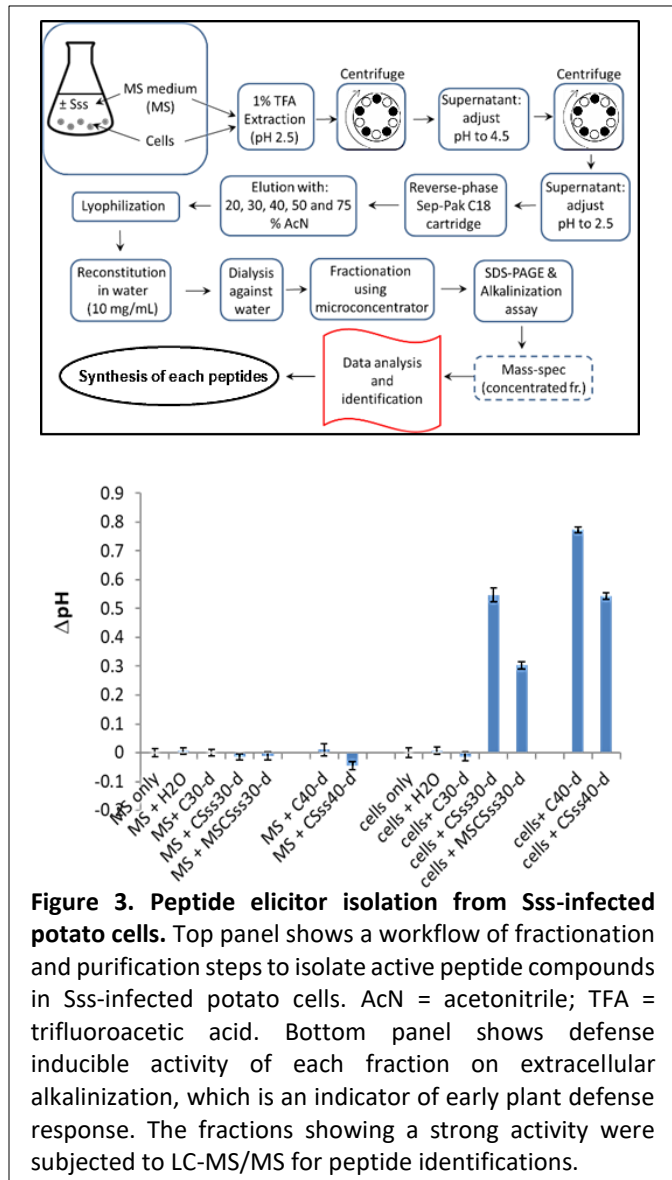 MS medium
(MS)
± Sss
Cells
1% TFA
Extraction
(pH 2.5)
Centrifuge
Supernatant:
adjust
pH to 4.5
Centrifuge
Lyophilization
Elution with:
20, 30, 40, 50 and 75
% AcN
Reverse-phase
Sep-Pak C18
cartridge
Supernatant:
adjust
pH to 2.5
Reconstitution
in water
(10 mg/mL)
Dialysis
against
water
Fractionation
using
microconcentrator
SDS-PAGE &
Alkalinization
assay
Synthesis of each peptides
Data analysis
and
identification
Mass-spec
(concentrated fr.)
ΔpH
0.9
0.8
0.7
0.6
0.5
0.4
0.3
0.2
0.1
0
-0.1
MS only
MS + H2O
MS+ C30-d
MS + CSss30-d
MS + MSCSss30-d
MS + C40-d
MS + CSss40-d
cells only
cells + H2O
cells+ C30-d
cells + CSss30-d
cells + MSCSss30-d
cells+ C40-d
cells + CSss40-d
Figure 3. Peptide elicitor isolation from Sss-infected
potato cells. Top panel shows a workflow of fractionation
and purification steps to isolate active peptide compounds
in Sss-infected potato cells. AcN = acetonitrile; TFA =
trifluoroacetic acid. Bottom panel shows defense
inducible activity of each fraction on extracellular
alkalinization, which is an indicator of early plant defense
response. The fractions showing a strong activity were
subjected to LC-MS/MS for peptide identifications.